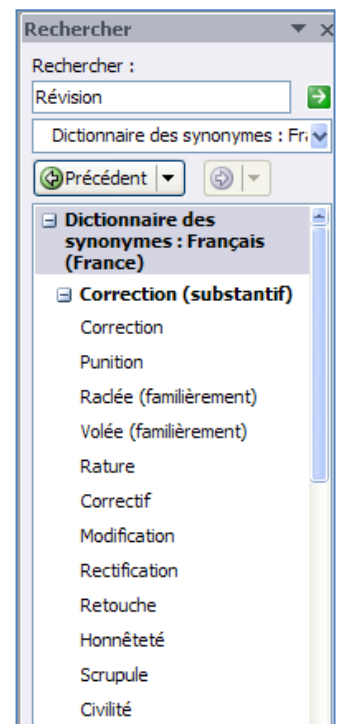 Rechercher
Rechercher :
Révision
Dictionnaire des synonymes : Fra
Précédent
Dictionnaire des
synonymes : Français
(France)
Correction (substantif)
Correction
Punition
Raclée (familièrement)
Volée (familièrement)
Rature
Correctif
Modification
Rectification
Retouche
Honnêteté
Scrupule
Civilité